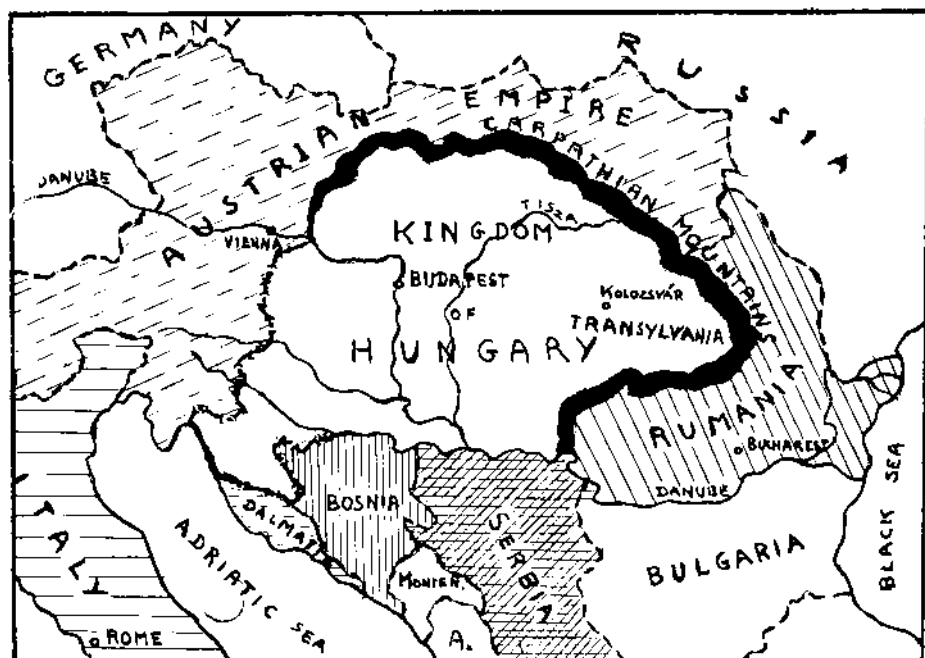 GERMANY
RUSSIA
AUSTRIAN EMPIRE
CARPATHIAN MOUNTAINS
DANUBE
VIENNA
TISZA
KINGDOM
BUDAPEST
OF
HUNGARY
KOLOZSVÁR
TRANSYLVANIA
RUMANIA
BUKHAREST
DANUBE
BOSNIA
DALMATIA
SERBIA
MONTEN.
A.
BULGARIA
BLACK SEA
ADRIATIC SEA
ITALY
ROME